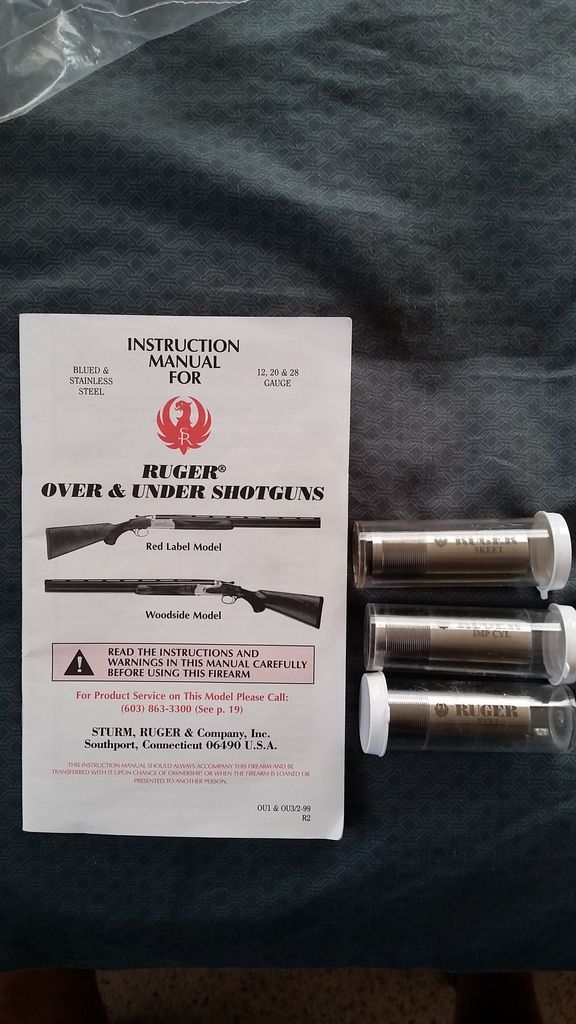 INSTRUCTION
MANUAL
FOR
BLUED &
STAINLESS
STEEL
12, 20 & 28
GAUGE
SR
RUGER®
OVER & UNDER SHOTGUNS
Red Label Model
Woodside Model
READ THE INSTRUCTIONS AND
WARNINGS IN THIS MANUAL CAREFULLY
BEFORE USING THIS FIREARM
For Product Service on This Model Please Call:
(603) 863-3300 (See p. 19)
STURM, RUGER & Company, Inc.
Southport, Connecticut 06490 U.S.A.
THIS INSTRUCTION MANUAL SHOULD ALWAYS ACCOMPANY THIS FIREARM AND BE
TRANSFERRED WITH IT UPON CHANGE OF OWNERSHIP, OR WHEN THE FIREARM IS LOANED OR
PRESENTED TO ANOTHER PERSON.
OU1 & OU3/2-99
R2
RUGER
SKEET
RUGER
IMP CYL
RUGER